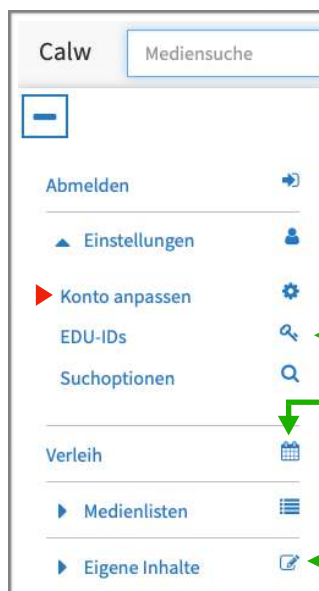 Calw Mediensuche
Abmelden
Einstellungen
Konto anpassen
EDU-IDs
Suchoptionen
Verleih
Medienlisten
Eigene Inhalte